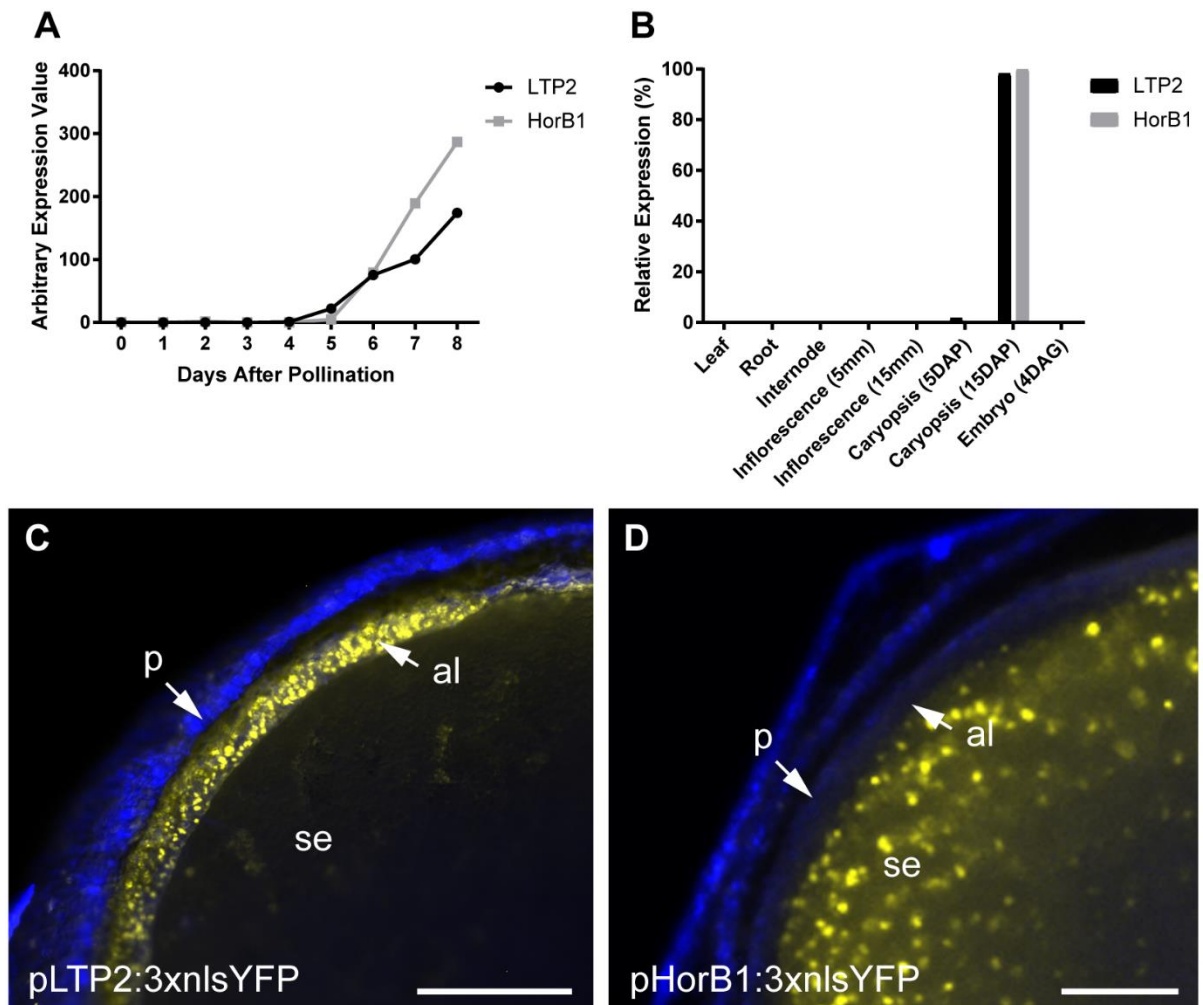 A
400
300
200
100
0
Arbitrary Expression Value
0 1 2 3 4 5 6 7 8
Days After Pollination
LTP2
HorB1
B
100
80
60
40
20
0
Relative Expression (%)
Leaf
Root
Internode
Inflorescence (5mm)
Inflorescence (15mm)
Caryopsis (5DAP)
Caryopsis (15DAP)
Embryo (4DAG)
LTP2
HorB1
C
p
al
se
pLTP2:3xnlsYFP
D
p
al
se
pHorB1:3xnlsYFP